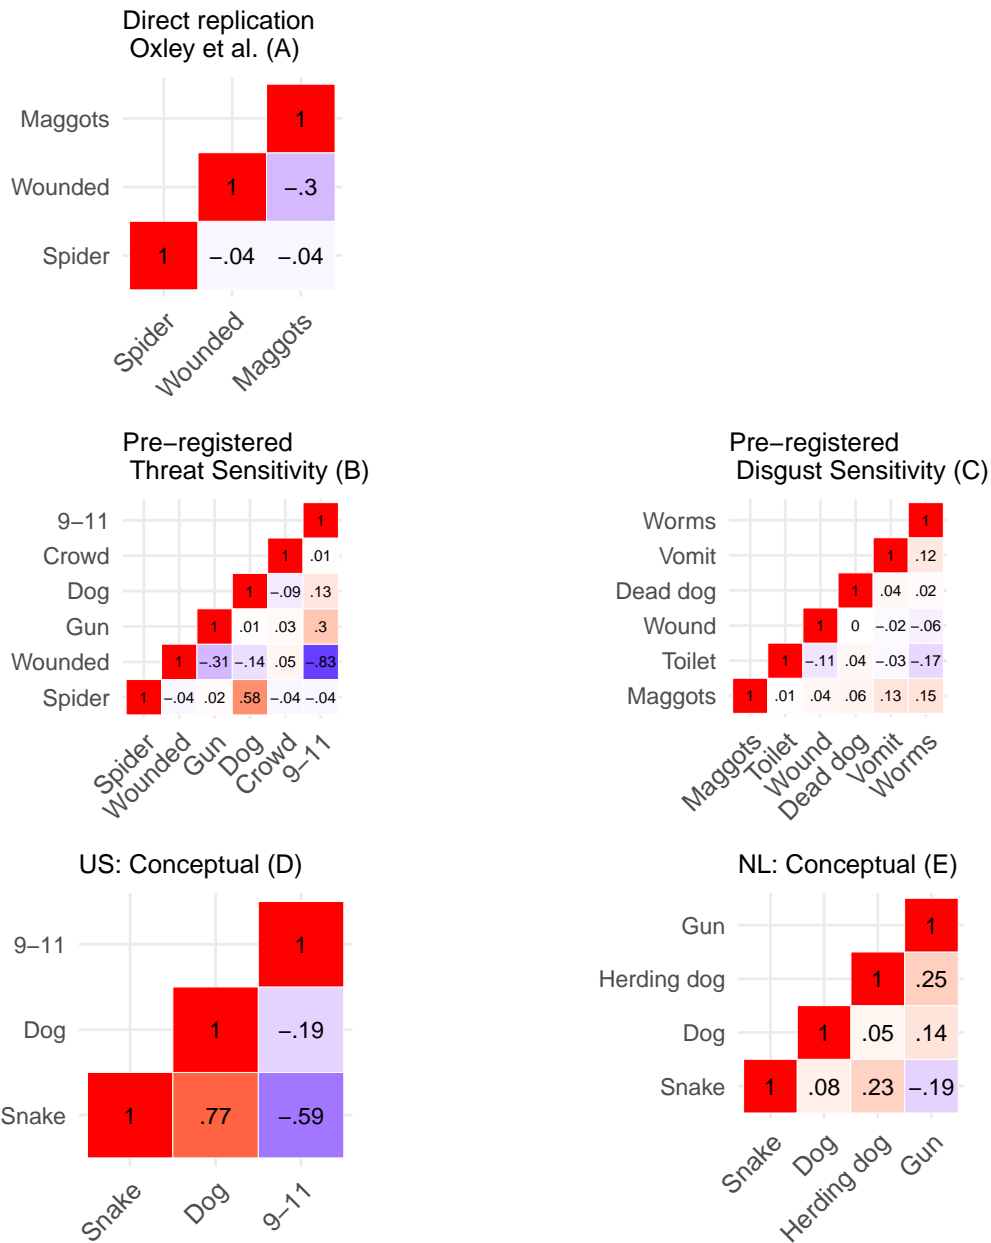 Direct replication
Oxley et al. (A)
Maggots 1
Wounded 1 −.3
Spider 1 −.04 −.04
Spider Wounded Maggots
Pre−registered
Threat Sensitivity (B)
9−11 1
Crowd 1 .01
Dog 1 −.09 .13
Gun 1 .01 .03 .3
Wounded 1 −.31 −.14 .05 −.83
Spider 1 −.04 .02 .58 −.04 −.04
Spider Wounded Gun Dog Crowd 9−11
Pre−registered
Disgust Sensitivity (C)
Worms 1
Vomit 1 .12
Dead dog 1 .04 .02
Wound 1 0 −.02 −.06
Toilet 1 −.11 .04 −.03 −.17
Maggots 1 .01 .04 .06 .13 .15
Maggots Toilet Wound Dead dog Vomit Worms
US: Conceptual (D)
9−11 1
Dog 1 −.19
Snake 1 .77 −.59
Snake Dog 9−11
NL: Conceptual (E)
Gun 1
Herding dog 1 .25
Dog 1 .05 .14
Snake 1 .08 .23 −.19
Snake Dog Herding dog Gun